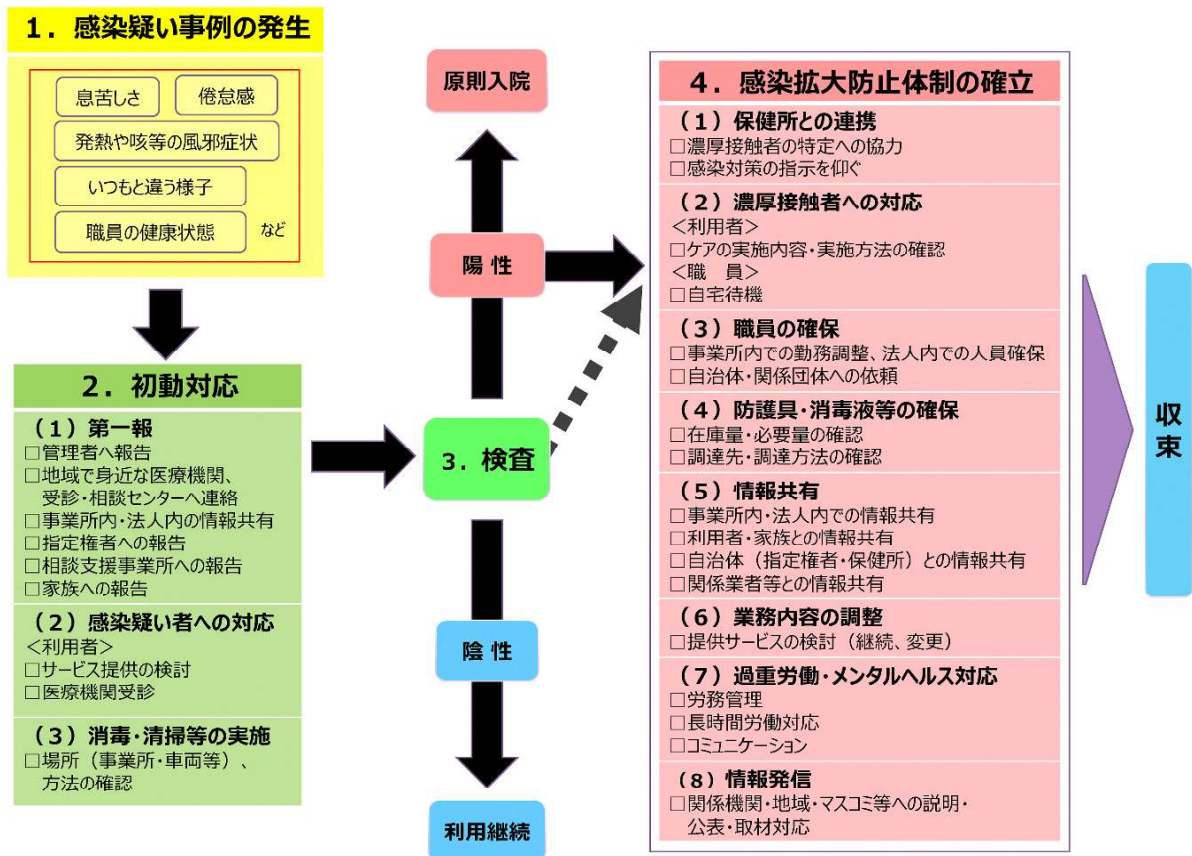 1．感染疑い事例の発生
息苦しさ
倦怠感
発熱や咳等の風邪症状
いつもと違う様子
職員の健康状態
など
2．初動対応
（1）第一報
□管理者へ報告
□地域で身近な医療機関、
受診・相談センターへ連絡
□事業所内・法人内の情報共有
□指定権者への報告
□相談支援事業所への報告
□家族への報告
（2）感染疑い者への対応
＜利用者＞
□サービス提供の検討
□医療機関受診
（3）消毒・清掃等の実施
□場所（事業所・車両等）、
方法の確認
原則入院
陽 性
3．検査
陰 性
利用継続
4．感染拡大防止体制の確立
（1）保健所との連携
□濃厚接触者の特定への協力
□感染対策の指示を仰ぐ
（2）濃厚接触者への対応
＜利用者＞
□ケアの実施内容・実施方法の確認
＜職　員＞
□自宅待機
（3）職員の確保
□事業所内での勤務調整、法人内での人員確保
□自治体・関係団体への依頼
（4）防護具・消毒液等の確保
□在庫量・必要量の確認
□調達先・調達方法の確認
（5）情報共有
□事業所内・法人内での情報共有
□利用者・家族との情報共有
□自治体（指定権者・保健所）との情報共有
□関係業者等との情報共有
（6）業務内容の調整
□提供サービスの検討（継続、変更）
（7）過重労働・メンタルヘルス対応
□労務管理
□長時間労働対応
□コミュニケーション
（8）情報発信
□関係機関・地域・マスコミ等への説明・
公表・取材対応
収束